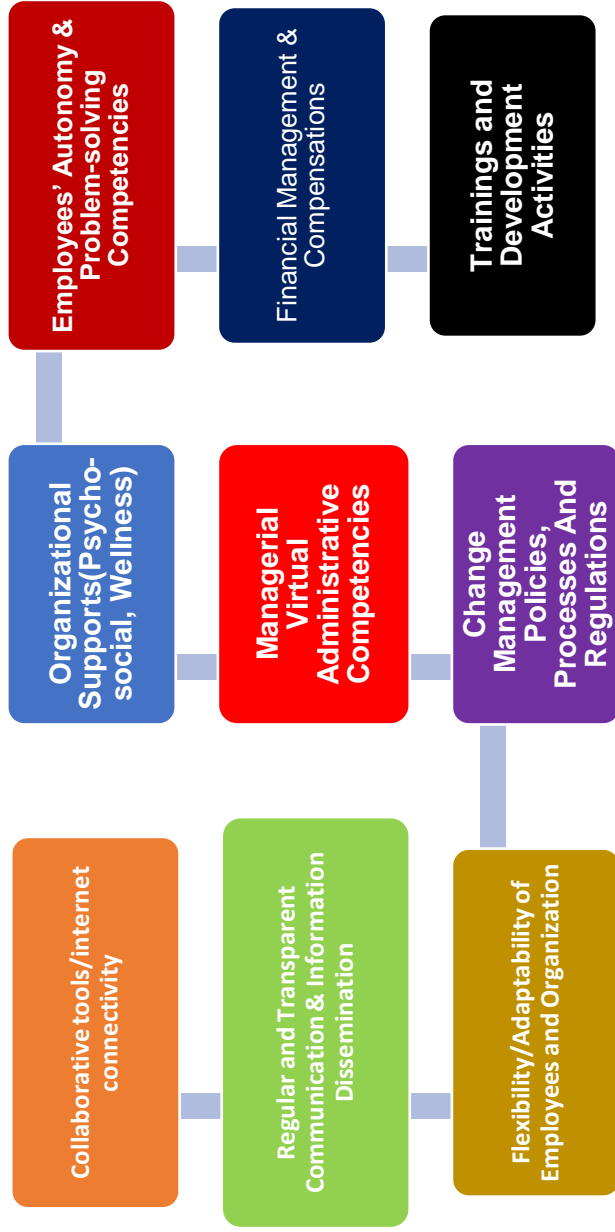 Collaborative tools/internet
connectivity
Regular and Transparent
Communication & Information
Dissemination
Flexibility/Adaptability of
Employees and Organization
Change
Management
Policies,
Processes And
Regulations
Managerial
Virtual
Administrative
Competencies
Organizational
Supports(Psycho-
social, Wellness)
Employees’ Autonomy &
Problem-solving
Competencies
Financial Management &
Compensations
Trainings and
Development
Activities